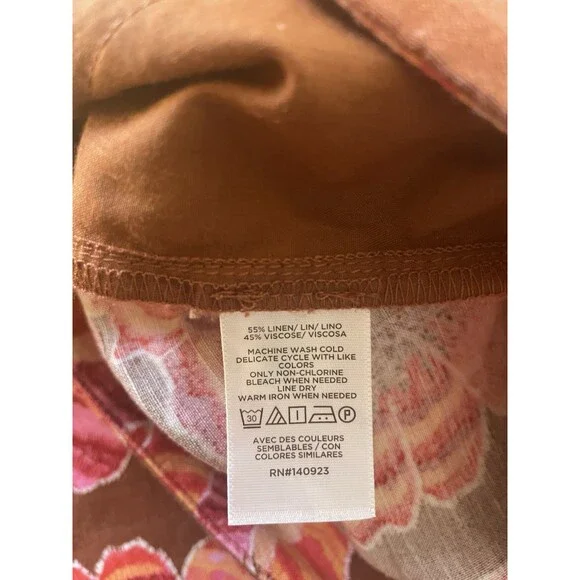 55% LINEN/ LIN/ LINO
45% VISCOSE/ VISCOSA
MACHINE WASH COLD
DELICATE CYCLE WITH LIKE
COLORS
ONLY NON-CHLORINE
BLEACH WHEN NEEDED
LINE DRY
WARM IRON WHEN NEEDED
30 P
AVEC DES COULEURS
SEMBLABLES / CON
COLORES SIMILARES
RN#140923